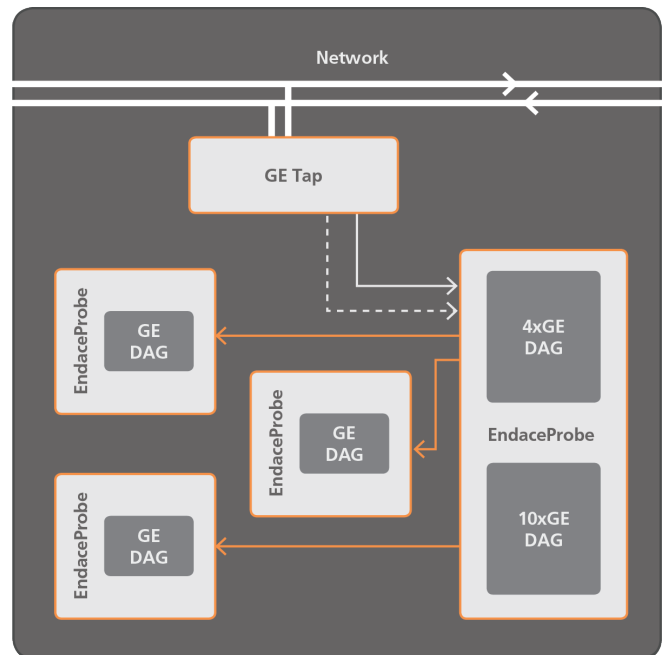 Network
GE Tap
EndaceProbe
GE
DAG
EndaceProbe
GE
DAG
EndaceProbe
GE
DAG
4xGE
DAG
EndaceProbe
10xGE
DAG